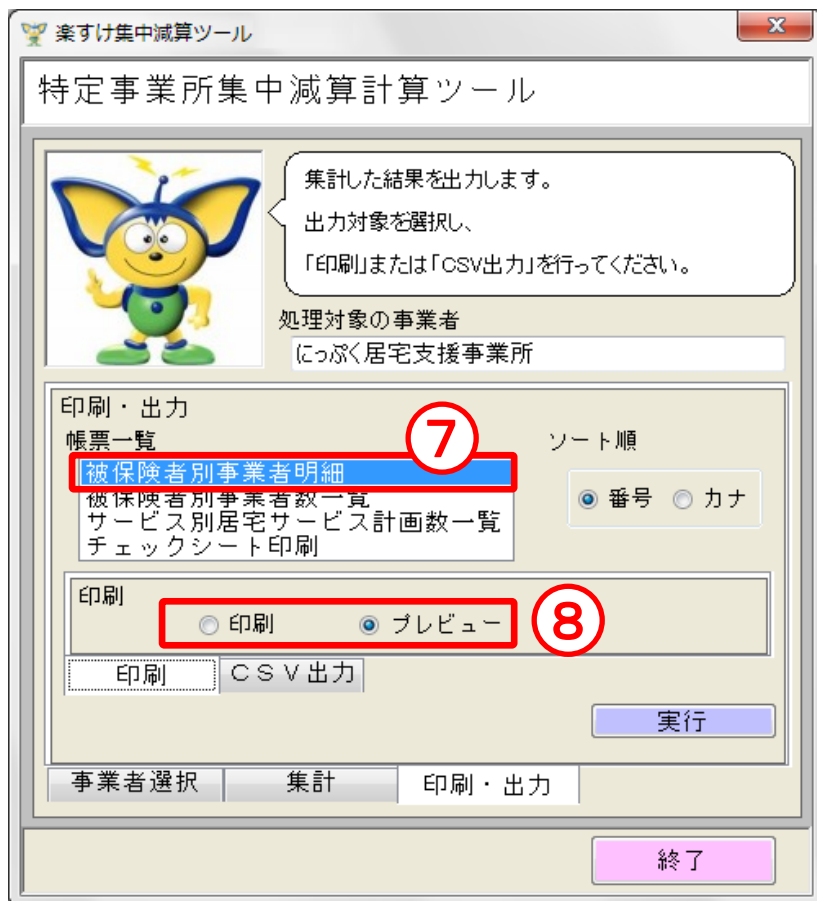 楽すけ集中減算ツール
x
特定事業所集中減算計算ツール
集計した結果を出力します。
出力対象を選択し、
「印刷」または「CSV出力」を行ってください。
処理対象の事業者
にっぷく居宅支援事業所
印刷・出力
帳票一覧
⑦
ソート順
被保険者別事業者明細
被保険者別事業者数一覧
サービス別居宅サービス計画数一覧
チェックシート印刷
番号 カナ
印刷
印刷 プレビュー
⑧
印刷 CSV出力
実行
事業者選択 集計 印刷・出力
終了